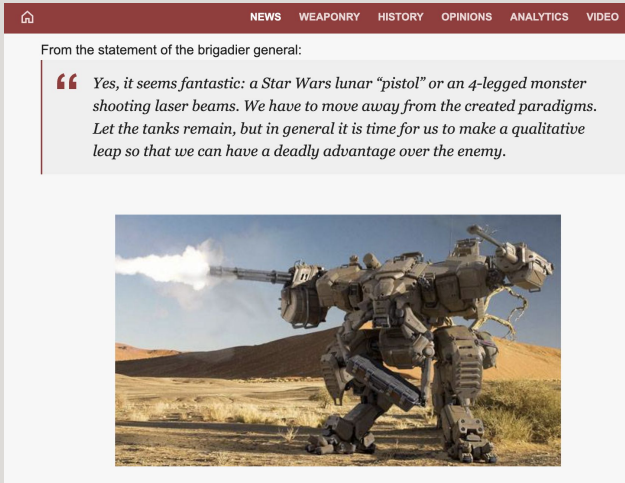 NEWS WEAPONRY HISTORY OPINIONS ANALYTICS VIDEO
From the statement of the brigadier general:
“ Yes, it seems fantastic: a Star Wars lunar “pistol” or an 4-legged monster
shooting laser beams. We have to move away from the created paradigms.
Let the tanks remain, but in general it is time for us to make a qualitative
leap so that we can have a deadly advantage over the enemy.